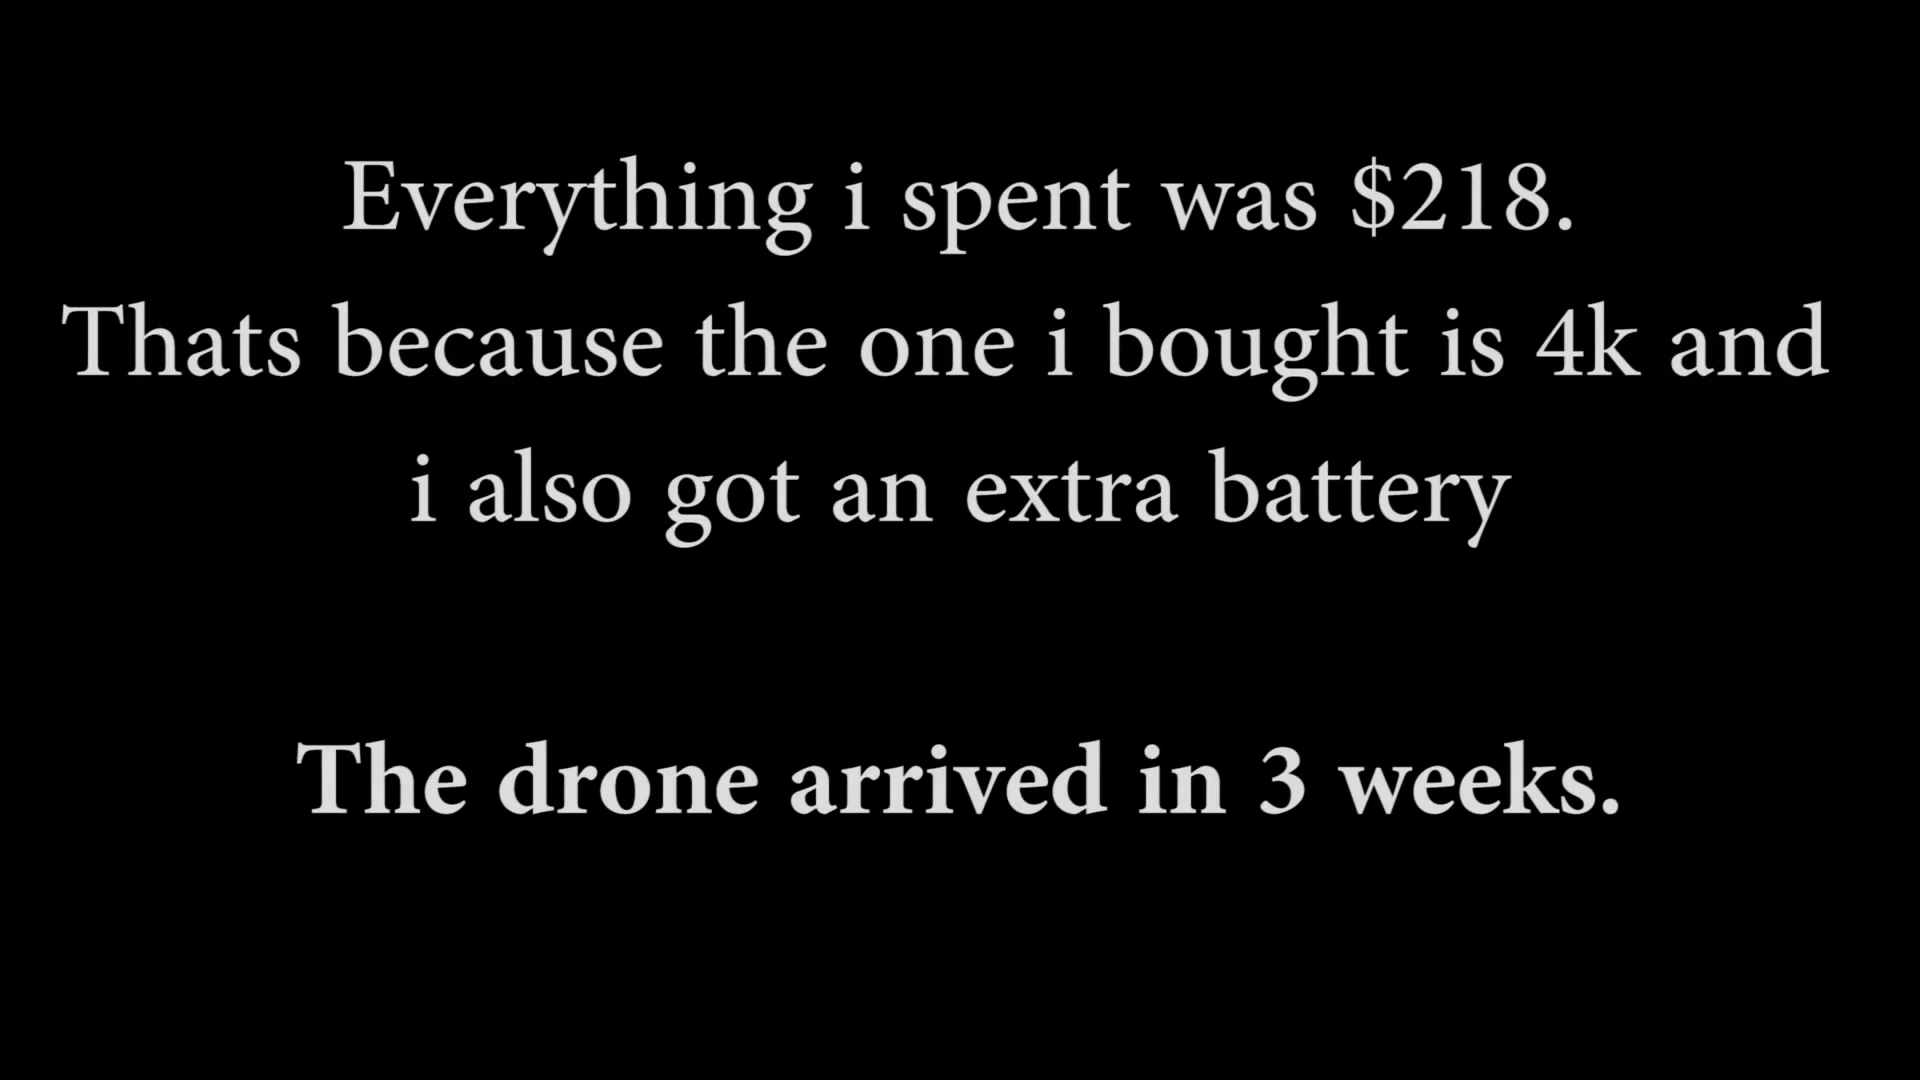 Everything i spent was $218.
Thats because the one i bought is 4k and
i also got an extra battery
The drone arrived in 3 weeks.